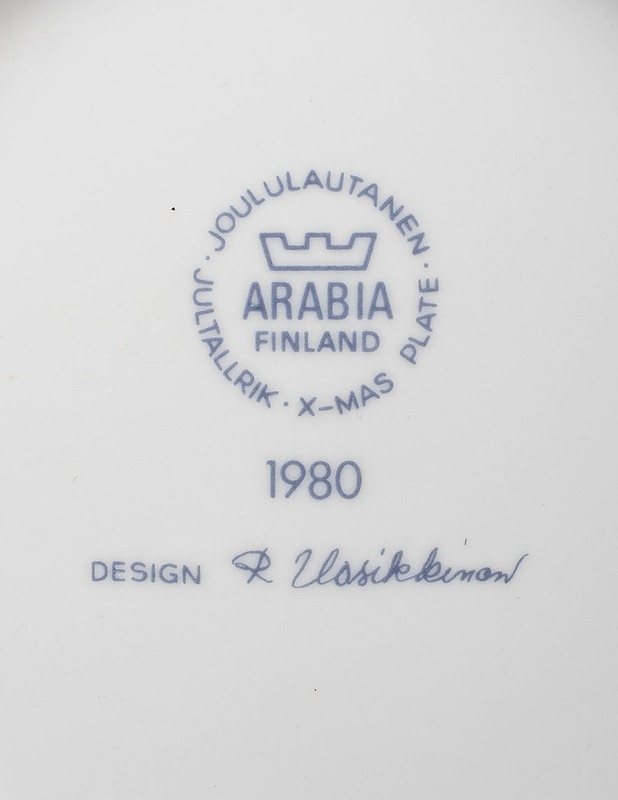 · JOULULAUTANEN · X-MAS PLATE · JULTALLRIK
ARABIA
FINLAND
1980
DESIGN R Uosikkinen